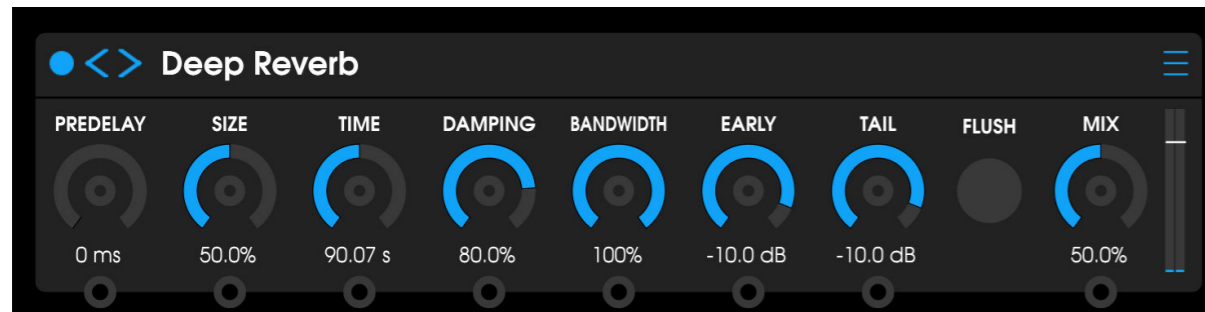 Deep Reverb
PREDELAY SIZE TIME DAMPING BANDWIDTH EARLY TAIL FLUSH MIX
0 ms 50.0% 90.07 s 80.0% 100% -10.0 dB -10.0 dB 50.0%